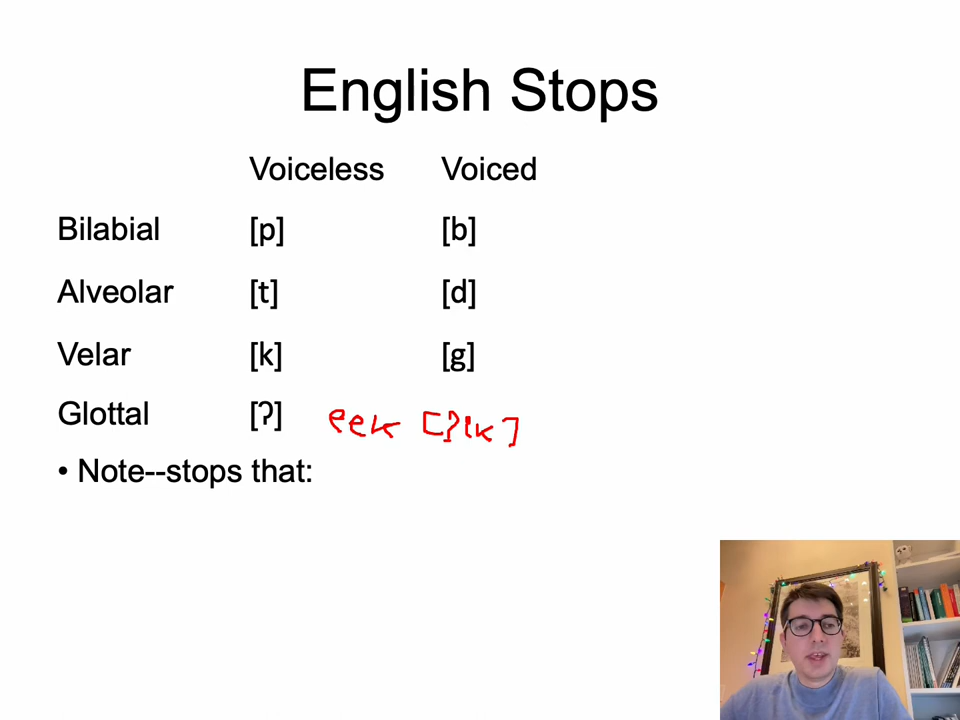 English Stops
Voiceless Voiced
Bilabial [p] [b]
Alveolar [t] [d]
Velar [k] [g]
Glottal [ʔ] eek [ʔik]
• Note--stops that: